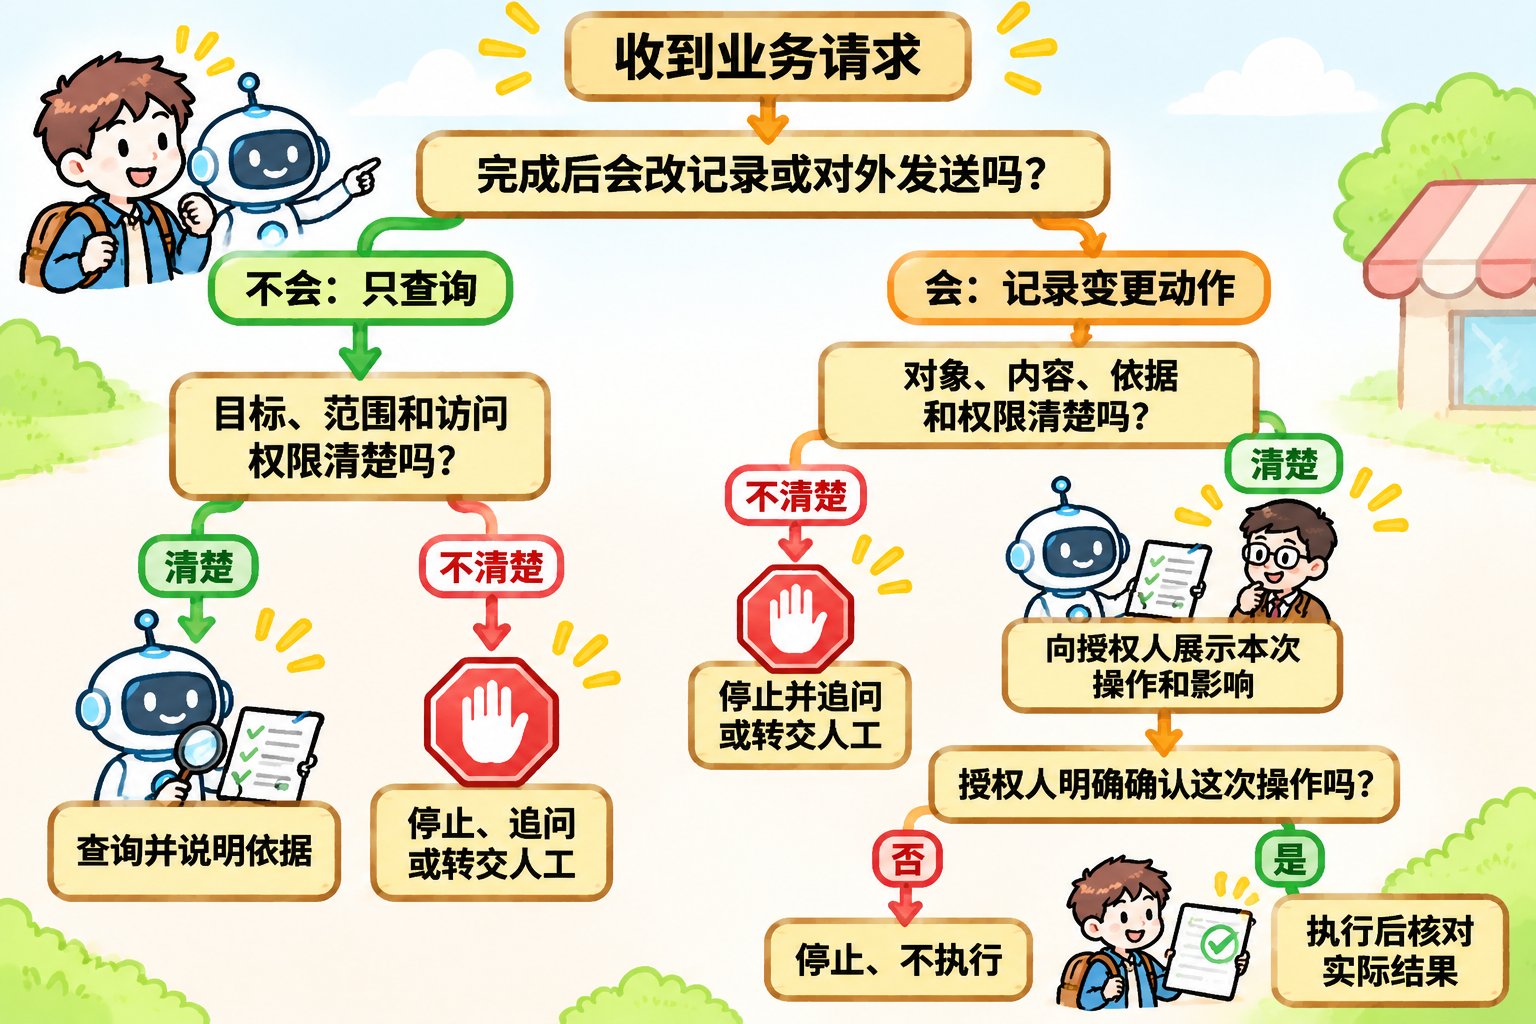 收到业务请求
完成后会改记录或对外发送吗？
不会：只查询
会：记录变更动作
目标、范围和访问
权限清楚吗？
对象、内容、依据
和权限清楚吗？
清楚
不清楚
不清楚
清楚
查询并说明依据
停止、追问
或转交人工
停止并追问
或转交人工
向授权人展示本次
操作和影响
授权人明确确认这次操作吗？
否
是
停止、不执行
执行后核对
实际结果